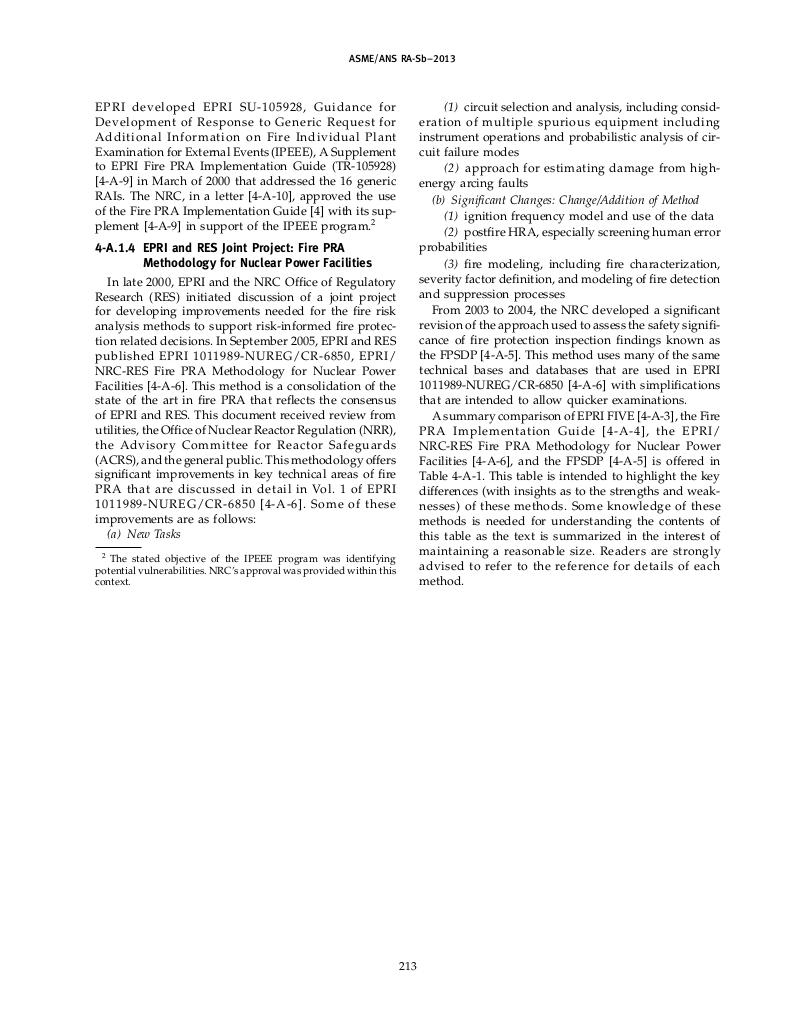 ASME/ANS RA-Sb–2013
EPRI developed EPRI SU-105928, Guidance for
Development of Response to Generic Request for
Additional Information on Fire Individual Plant
Examination for External Events (IPEEE), A Supplement
to EPRI Fire PRA Implementation Guide (TR-105928)
[4-A-9] in March of 2000 that addressed the 16 generic
RAIs. The NRC, in a letter [4-A-10], approved the use
of the Fire PRA Implementation Guide [4] with its sup-
plement [4-A-9] in support of the IPEEE program.2
4-A.1.4 EPRI and RES Joint Project: Fire PRA
Methodology for Nuclear Power Facilities
In late 2000, EPRI and the NRC Office of Regulatory
Research (RES) initiated discussion of a joint project
for developing improvements needed for the fire risk
analysis methods to support risk-informed fire protec-
tion related decisions. In September 2005, EPRI and RES
published EPRI 1011989-NUREG/CR-6850, EPRI/
NRC-RES Fire PRA Methodology for Nuclear Power
Facilities [4-A-6]. This method is a consolidation of the
state of the art in fire PRA that reflects the consensus
of EPRI and RES. This document received review from
utilities, the Office of Nuclear Reactor Regulation (NRR),
the Advisory Committee for Reactor Safeguards
(ACRS), and the general public. This methodology offers
significant improvements in key technical areas of fire
PRA that are discussed in detail in Vol. 1 of EPRI
1011989-NUREG/CR-6850 [4-A-6]. Some of these
improvements are as follows:
(a) New Tasks
2 The stated objective of the IPEEE program was identifying
potential vulnerabilities. NRC's approval was provided within this
context.
(1) circuit selection and analysis, including consid-
eration of multiple spurious equipment including
instrument operations and probabilistic analysis of cir-
cuit failure modes
(2) approach for estimating damage from high-
energy arcing faults
(b) Significant Changes: Change/Addition of Method
(1) ignition frequency model and use of the data
(2) postfire HRA, especially screening human error
probabilities
(3) fire modeling, including fire characterization,
severity factor definition, and modeling of fire detection
and suppression processes
From 2003 to 2004, the NRC developed a significant
revision of the approach used to assess the safety signifi-
cance of fire protection inspection findings known as
the FPSDP [4-A-5]. This method uses many of the same
technical bases and databases that are used in EPRI
1011989-NUREG/CR-6850 [4-A-6] with simplifications
that are intended to allow quicker examinations.
A summary comparison of EPRI FIVE [4-A-3], the Fire
PRA Implementation Guide [4-A-4], the EPRI/
NRC-RES Fire PRA Methodology for Nuclear Power
Facilities [4-A-6], and the FPSDP [4-A-5] is offered in
Table 4-A-1. This table is intended to highlight the key
differences (with insights as to the strengths and weak-
nesses) of these methods. Some knowledge of these
methods is needed for understanding the contents of
this table as the text is summarized in the interest of
maintaining a reasonable size. Readers are strongly
advised to refer to the reference for details of each
method.
213